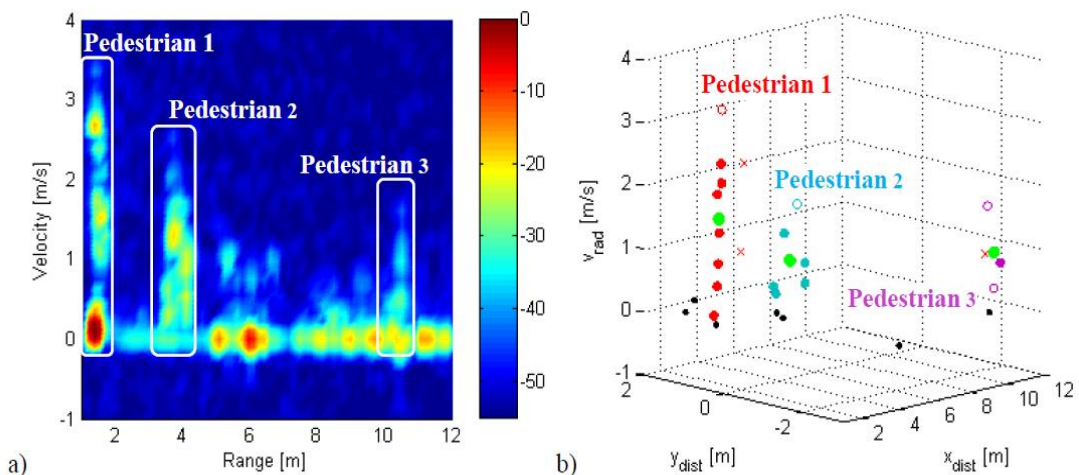 4
3
2
1
0
-1
Velocity [m/s]
Pedestrian 1
Pedestrian 2
Pedestrian 3
2 4 6 8 10 12
Range [m]
0
-10
-20
-30
-40
-50
a)
4
3
2
1
0
-1
v_rad [m/s]
Pedestrian 1
Pedestrian 2
Pedestrian 3
2 0 -2
y_dist [m]
2 4 6 8 10 12
x_dist [m]
b)